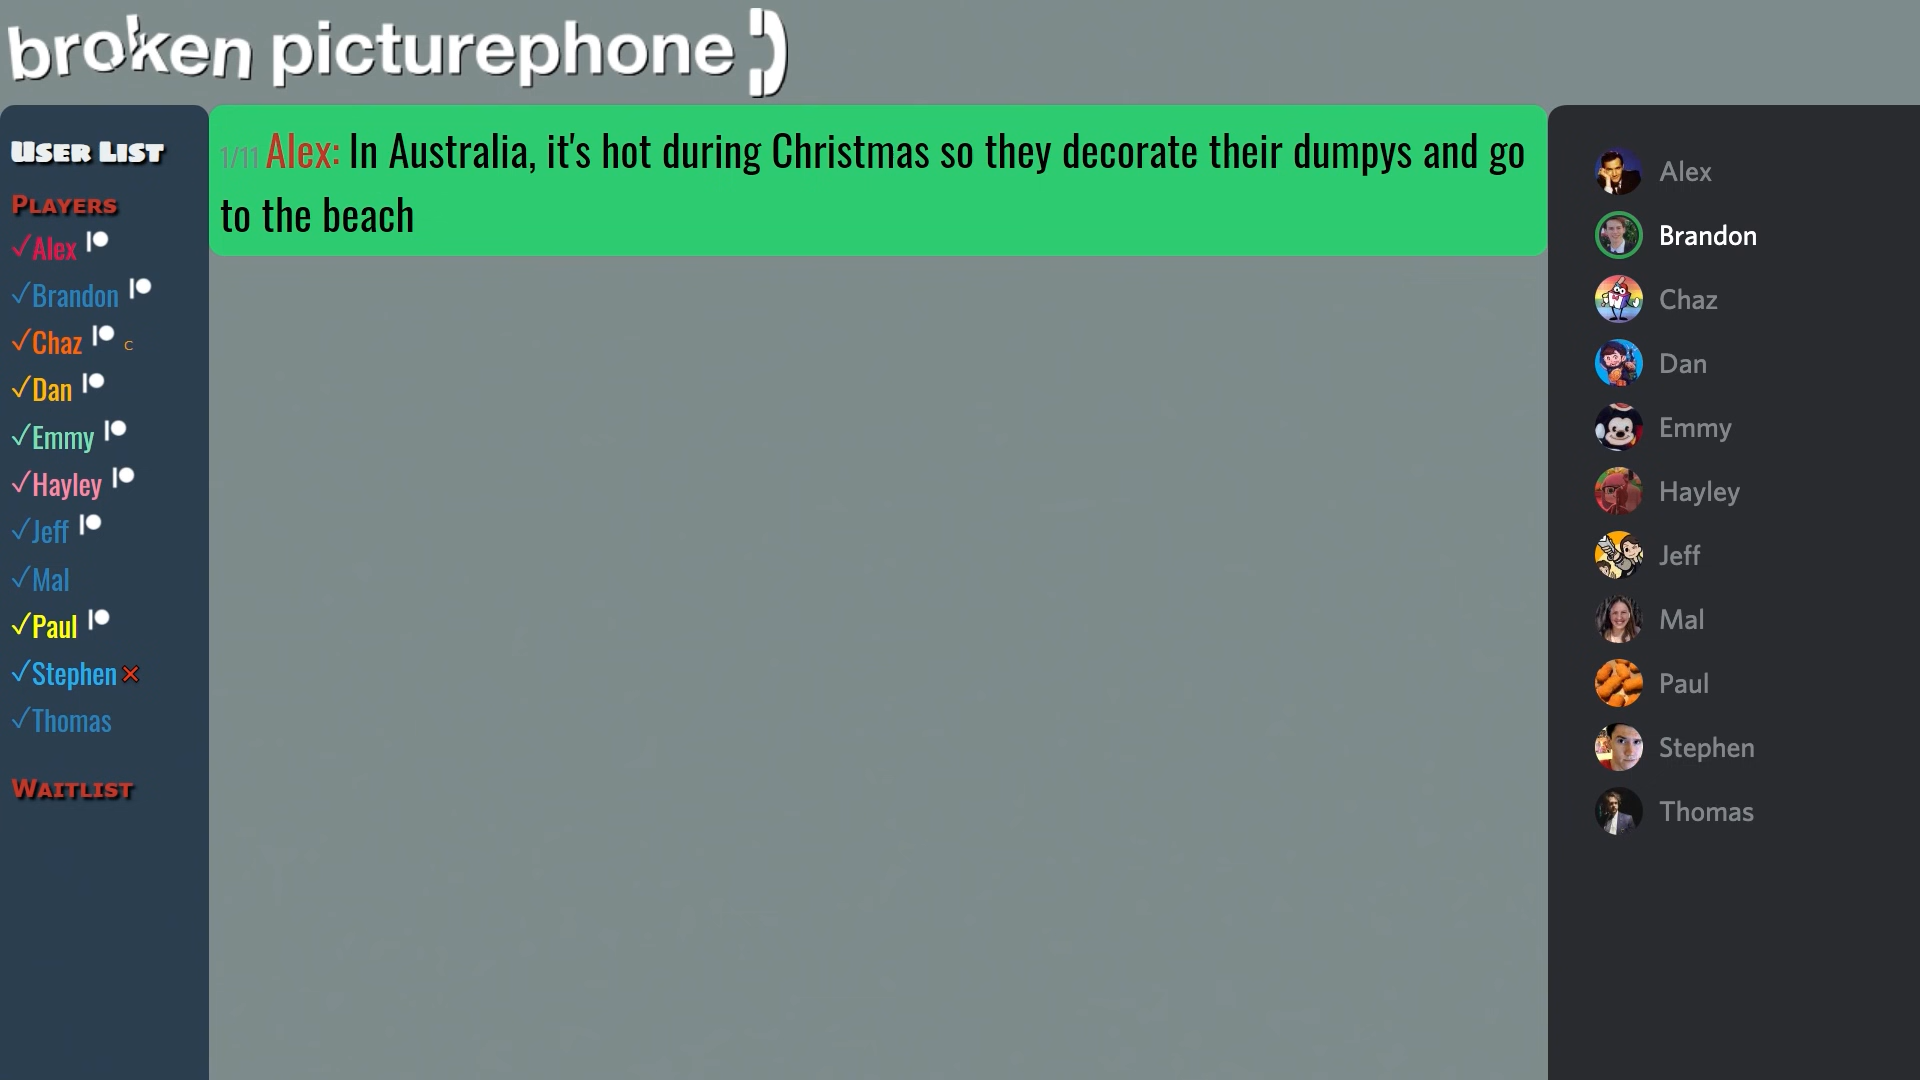 broken picturephone
USER LIST
PLAYERS
✓Alex
✓Brandon
✓Chaz c
✓Dan
✓Emmy
✓Hayley
✓Jeff
✓Mal
✓Paul
✓Stephen ✕
✓Thomas
WAITLIST
1/11 Alex: In Australia, it's hot during Christmas so they decorate their dumpys and go
to the beach
Alex
Brandon
Chaz
Dan
Emmy
Hayley
Jeff
Mal
Paul
Stephen
Thomas